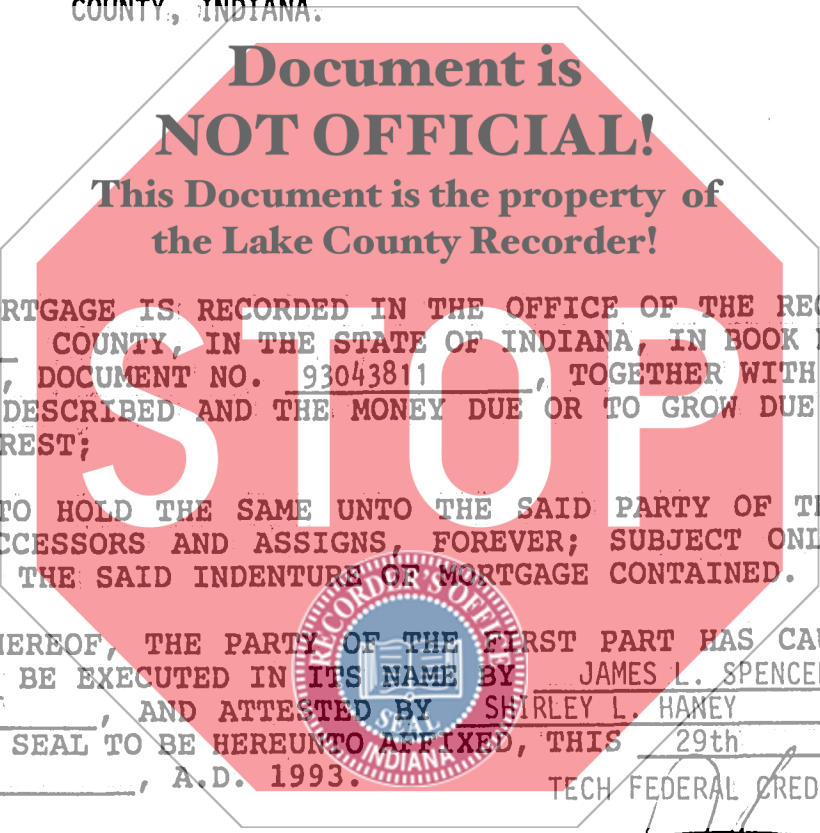 COUNTY, INDIANA.
Document is
NOT OFFICIAL!
This Document is the property of
the Lake County Recorder!
STOP
RTGAGE IS RECORDED IN THE OFFICE OF THE REC
COUNTY, IN THE STATE OF INDIANA, IN BOOK
, DOCUMENT NO. 93043811, TOGETHER WITH
DESCRIBED AND THE MONEY DUE OR TO GROW DUE
REST;
TO HOLD THE SAME UNTO THE SAID PARTY OF T
CCESSORS AND ASSIGNS, FOREVER; SUBJECT ONL
THE SAID INDENTURE OF MORTGAGE CONTAINED.
HEREOF, THE PARTY OF THE FIRST PART HAS CAU
BE EXECUTED IN ITS NAME BY JAMES L. SPENCER
, AND ATTESTED BY SHIRLEY L. HANEY
SEAL TO BE HEREUNTO AFFIXED, THIS 29th
, A.D. 1993.
TECH FEDERAL CRED
RECORDER'S OFFICE
SEAL
INDIANA